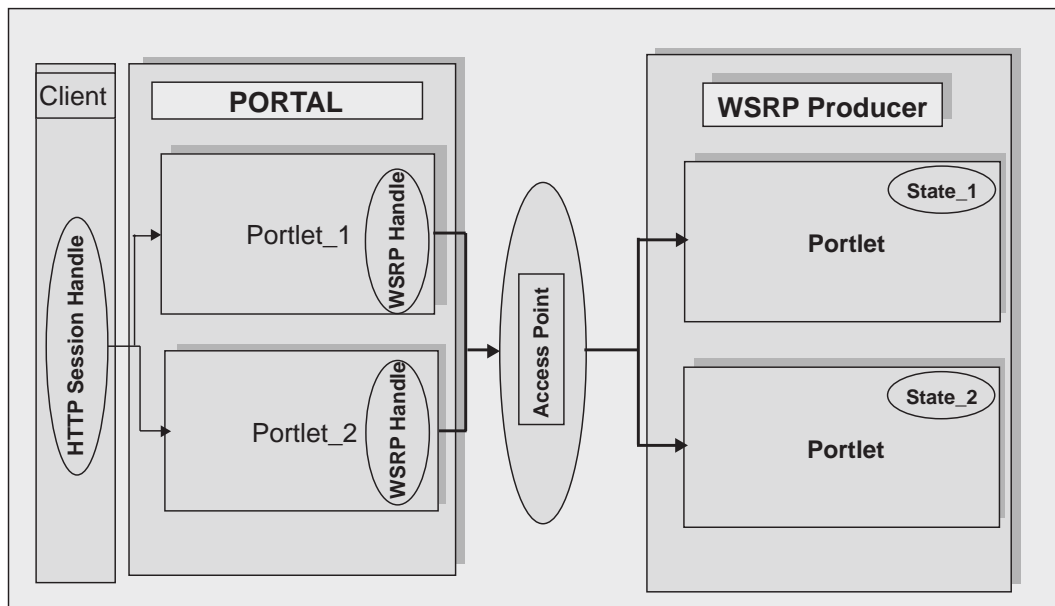 Client
HTTP Session Handle
PORTAL
Portlet_1
WSRP Handle
Portlet_2
WSRP Handle
Access Point
WSRP Producer
State_1
Portlet
State_2
Portlet